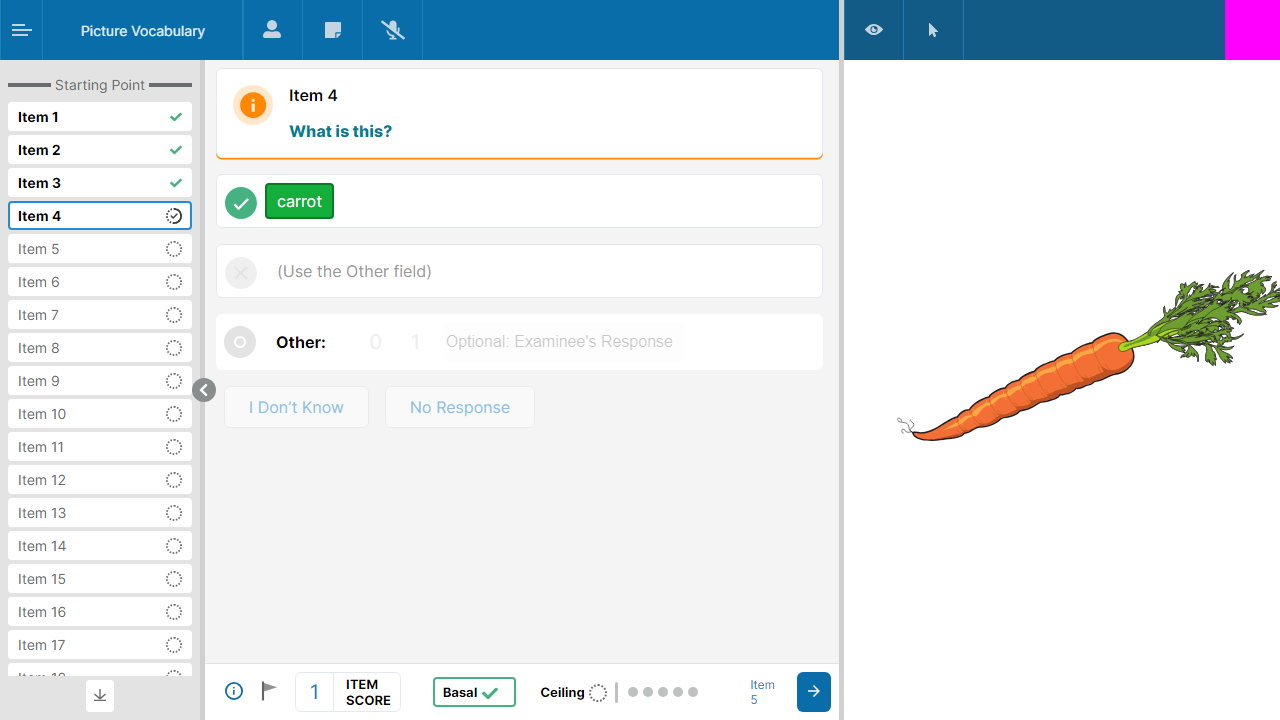 Picture Vocabulary
Starting Point
Item 1
Item 2
Item 3
Item 4
Item 5
Item 6
Item 7
Item 8
Item 9
Item 10
Item 11
Item 12
Item 13
Item 14
Item 15
Item 16
Item 17
Item 18
Item 4
What is this?
carrot
(Use the Other field)
Other: 0 1 Optional: Examinee's Response
I Don't Know No Response
1 ITEM SCORE
Basal
Ceiling
Item 5